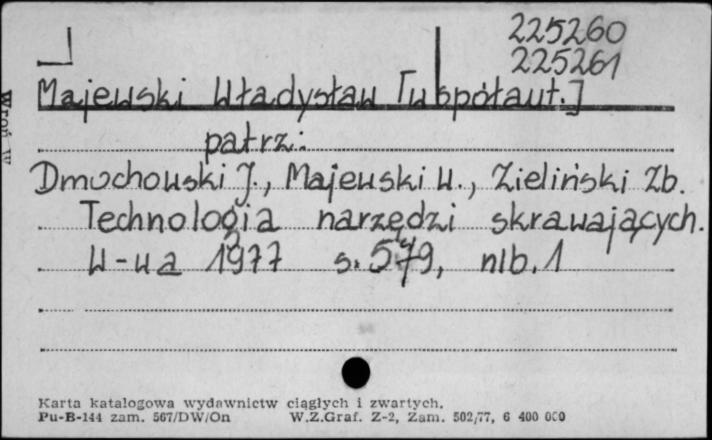 225260
225261
Majewski Władysław [współaut.]
patrz:
Dmochowski J., Majewski W., Zieliński Zb.
Technologia narzędzi skrawających.
W-wa 1977 s. 579, nlb. 1
Karta katalogowa wydawnictw ciągłych i zwartych.
Pu-B-144 zam. 567/DW/On W.Z.Graf. Z-2, Zam. 502/77, 6 400 000